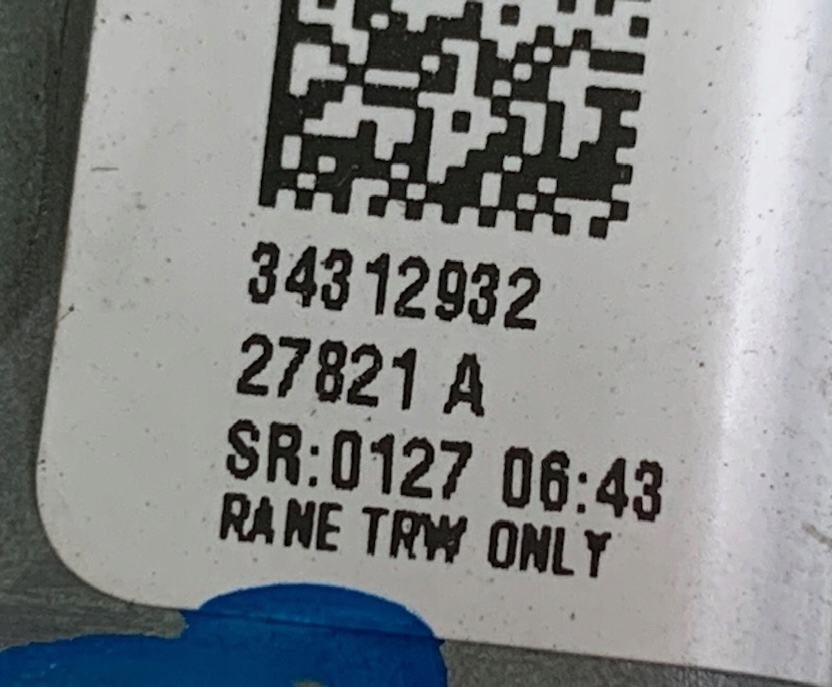 34312932
27821 A
SR:0127 06:43
RANE TRW ONLY